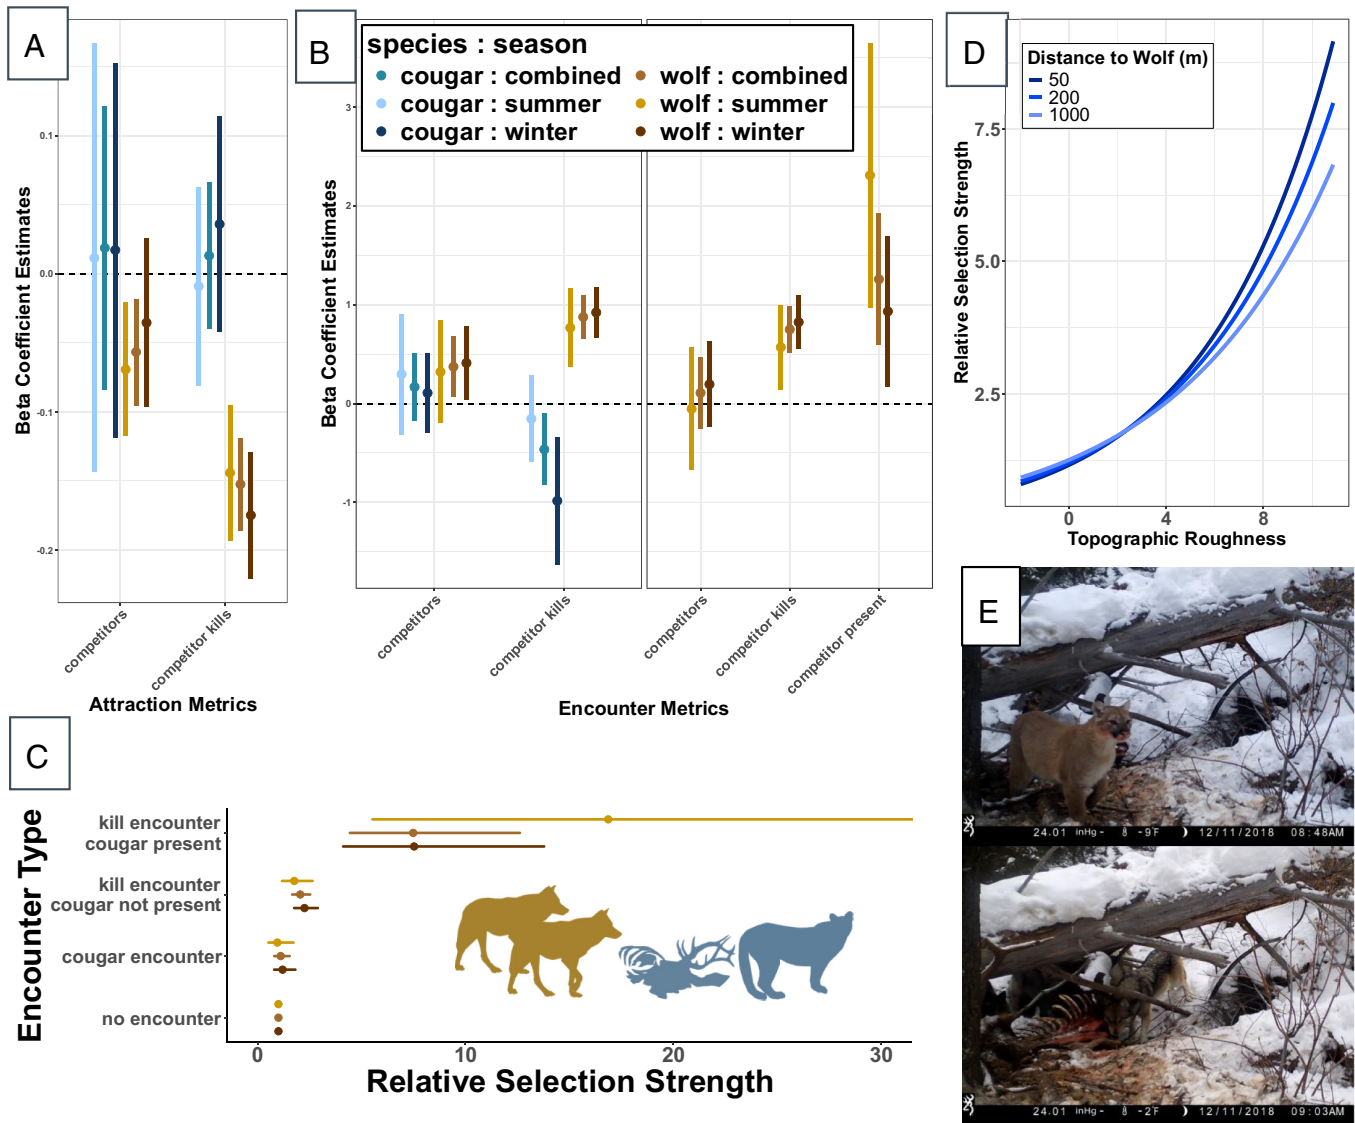 A
Beta Coefficient Estimates
0.1
0.0
-0.1
-0.2
competitors
competitor kills
Attraction Metrics
B
species : season
cougar : combined
wolf : combined
cougar : summer
wolf : summer
cougar : winter
wolf : winter
Beta Coefficient Estimates
3
2
1
0
-1
competitors
competitor kills
competitors
competitor kills
competitor present
Encounter Metrics
D
Distance to Wolf (m)
50
200
1000
Relative Selection Strength
7.5
5.0
2.5
0
4
8
Topographic Roughness
C
Encounter Type
kill encounter
cougar present
kill encounter
cougar not present
cougar encounter
no encounter
0
10
20
30
Relative Selection Strength
E
24.01 inHg- 8 -9°F 12/11/2018 08:48AM
24.01 inHg- 8 -2°F 12/11/2018 09:03AM